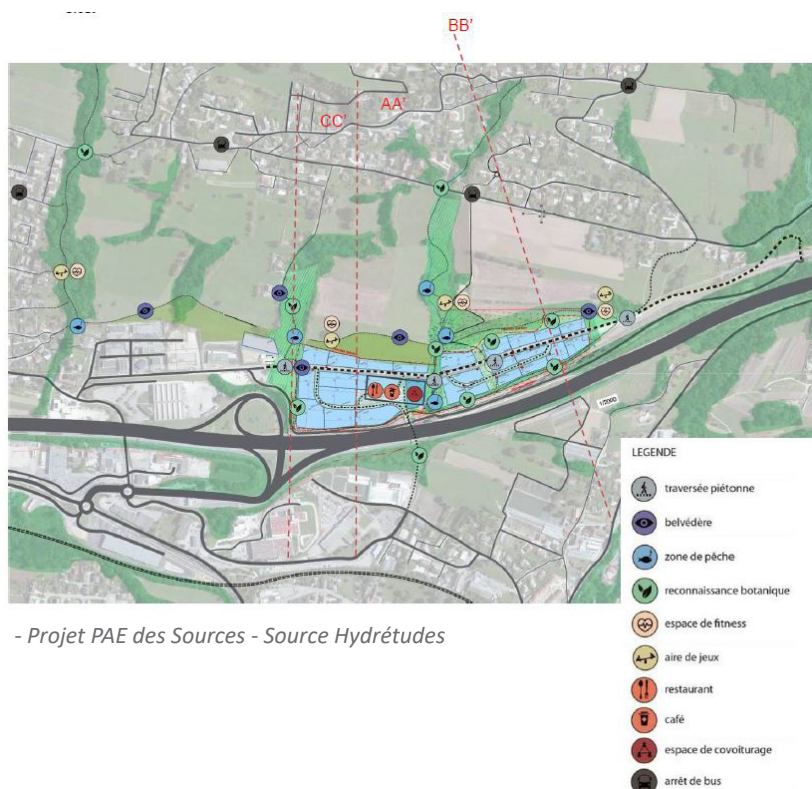 BB'
AA'
CC'
1/2000
LEGENDE
traversée piétonne
belvédère
zone de pêche
reconnaissance botanique
espace de fitness
aire de jeux
restaurant
café
espace de covoiturage
arrêt de bus
- Projet PAE des Sources - Source Hydrétudes